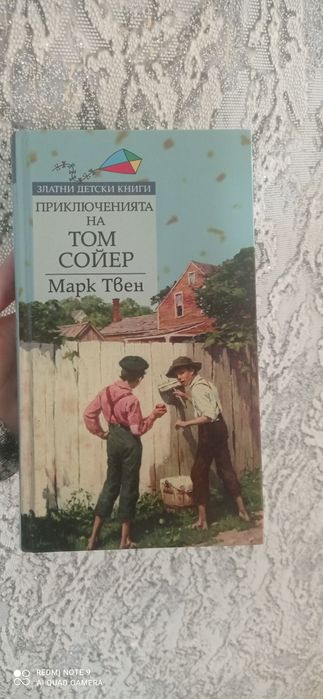 ЗЛАТНИ ДЕТСКИ КНИГИ
ПРИКЛЮЧЕНИЯТА
НА
ТОМ
СОЙЕР
МАРК ТВЕН
REDMI NOTE 9
AI QUAD CAMERA